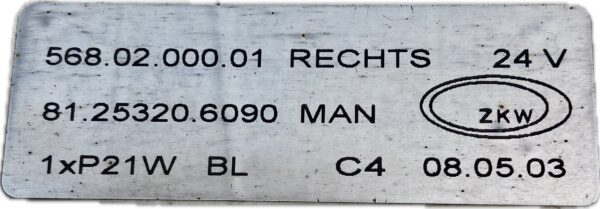 568.02.000.01 RECHTS 24 V
81.25320.6090 MAN ZKW
1xP21W BL C4 08.05.03